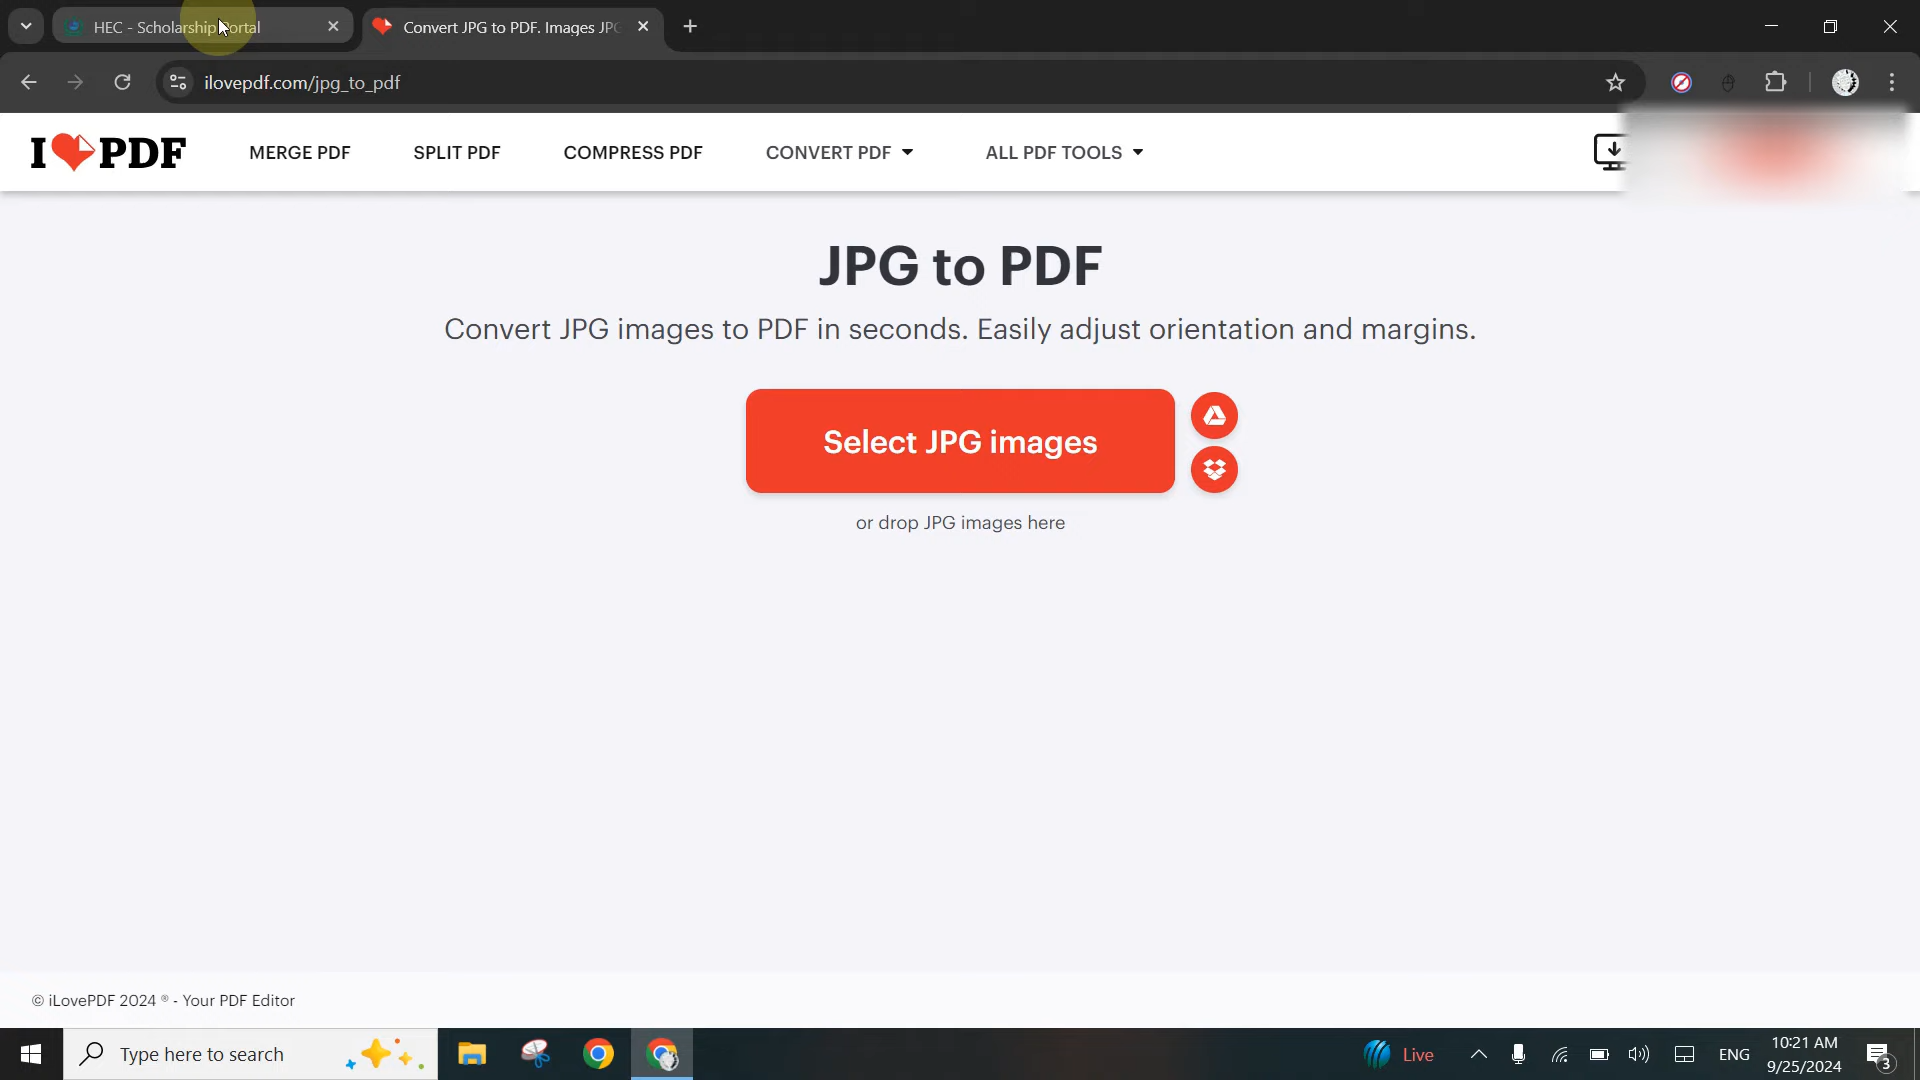 HEC - Scholarship Portal
Convert JPG to PDF. Images JPG
ilovepdf.com/jpg_to_pdf
I PDF
MERGE PDF
SPLIT PDF
COMPRESS PDF
CONVERT PDF
ALL PDF TOOLS
JPG to PDF
Convert JPG images to PDF in seconds. Easily adjust orientation and margins.
Select JPG images
or drop JPG images here
© iLovePDF 2024 ® - Your PDF Editor
Type here to search
Live
ENG
10:21 AM
9/25/2024
3